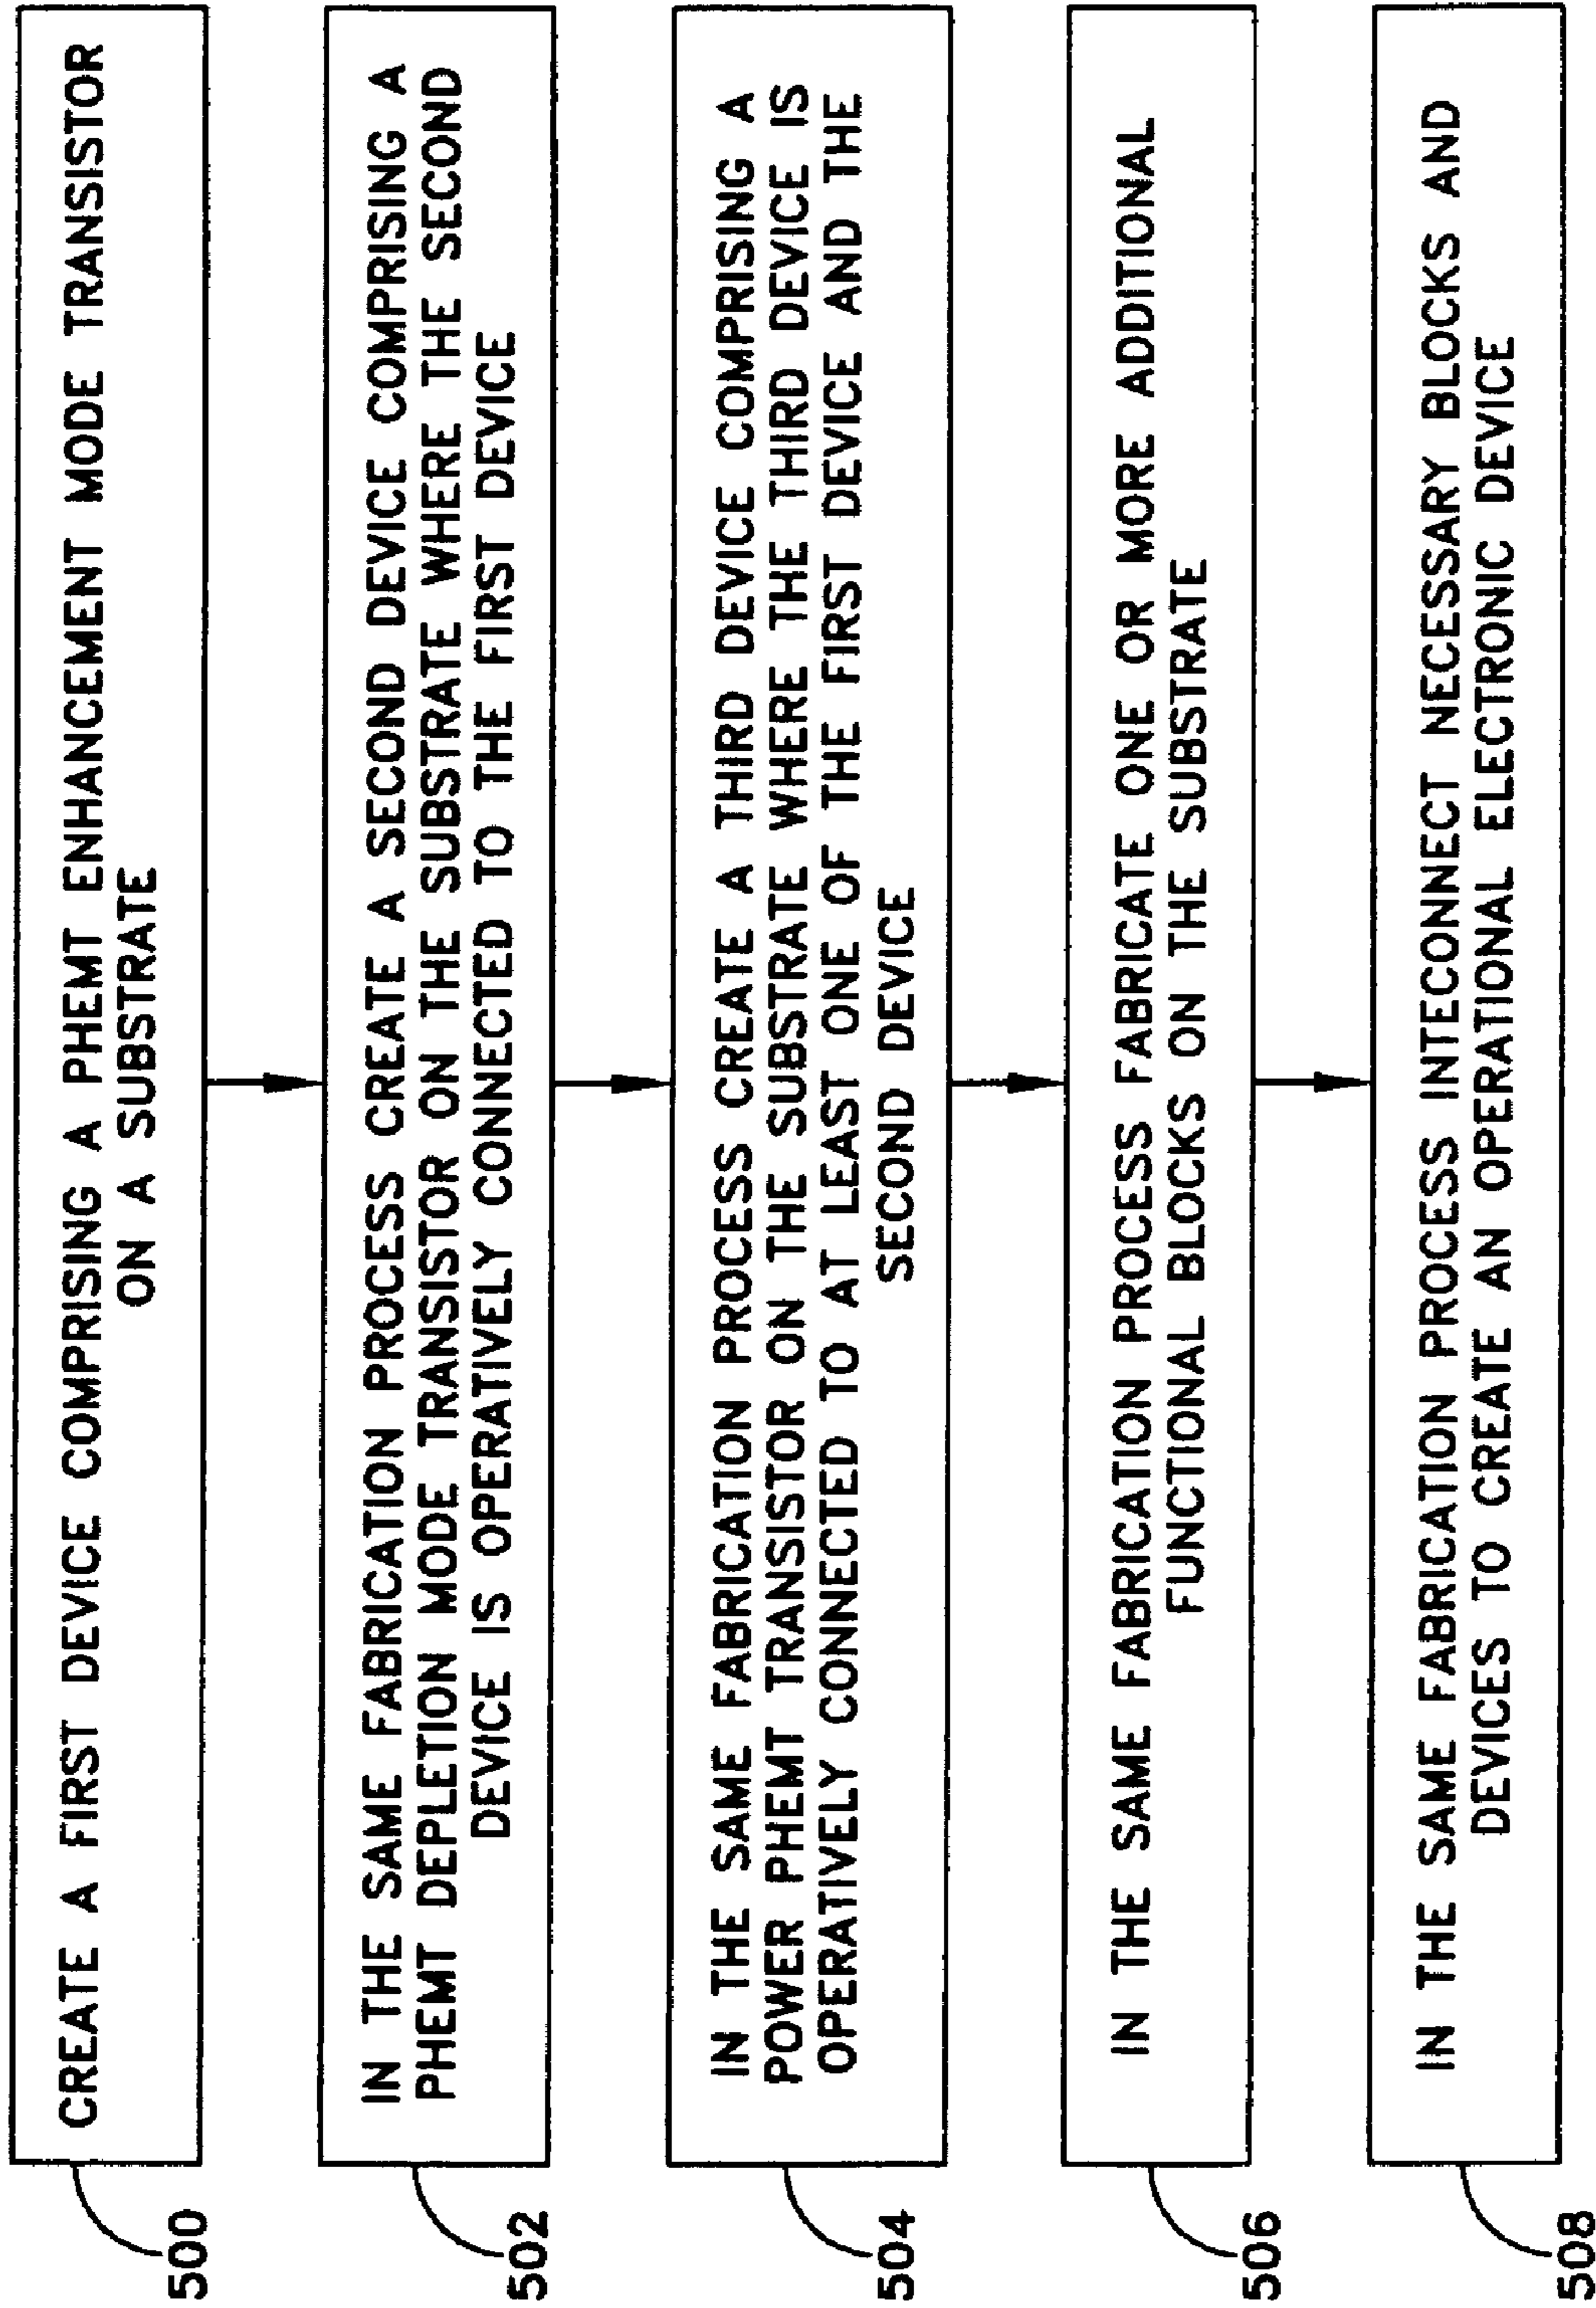 CREATE A FIRST DEVICE COMPRISING A PHEMT ENHANCEMENT MODE TRANSISTOR
ON A SUBSTRATE
500
IN THE SAME FABRICATION PROCESS CREATE A SECOND DEVICE COMPRISING A
PHEMT DEPLETION MODE TRANSISTOR ON THE SUBSTRATE WHERE THE SECOND
DEVICE IS OPERATIVELY CONNECTED TO THE FIRST DEVICE
502
IN THE SAME FABRICATION PROCESS CREATE A THIRD DEVICE COMPRISING A
POWER PHEMT TRANSISTOR ON THE SUBSTRATE WHERE THE THIRD DEVICE IS
OPERATIVELY CONNECTED TO AT LEAST ONE OF THE FIRST DEVICE AND THE
SECOND DEVICE
504
IN THE SAME FABRICATION PROCESS FABRICATE ONE OR MORE ADDITIONAL
FUNCTIONAL BLOCKS ON THE SUBSTRATE
506
IN THE SAME FABRICATION PROCESS INTECONNECT NECESSARY BLOCKS AND
DEVICES TO CREATE AN OPERATIONAL ELECTRONIC DEVICE
508